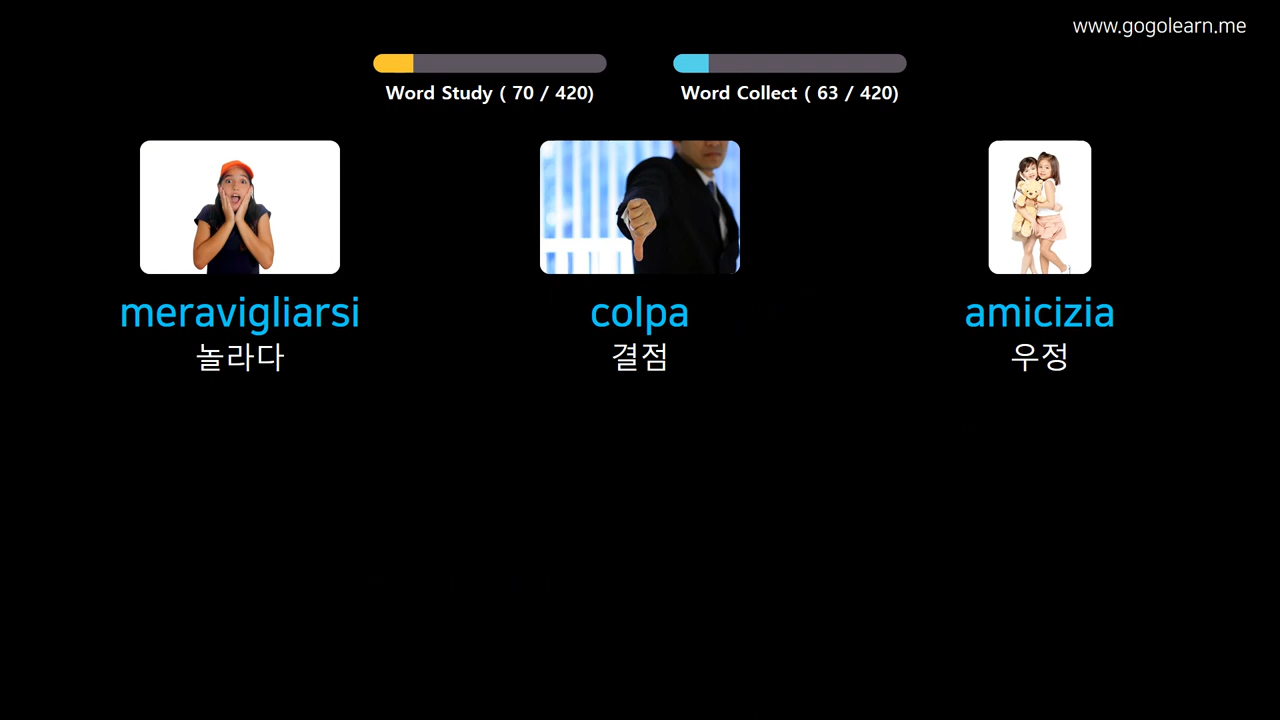 www.gogolearn.me
Word Study ( 70 / 420)
Word Collect ( 63 / 420)
meravigliarsi
놀라다
colpa
결점
amicizia
우정